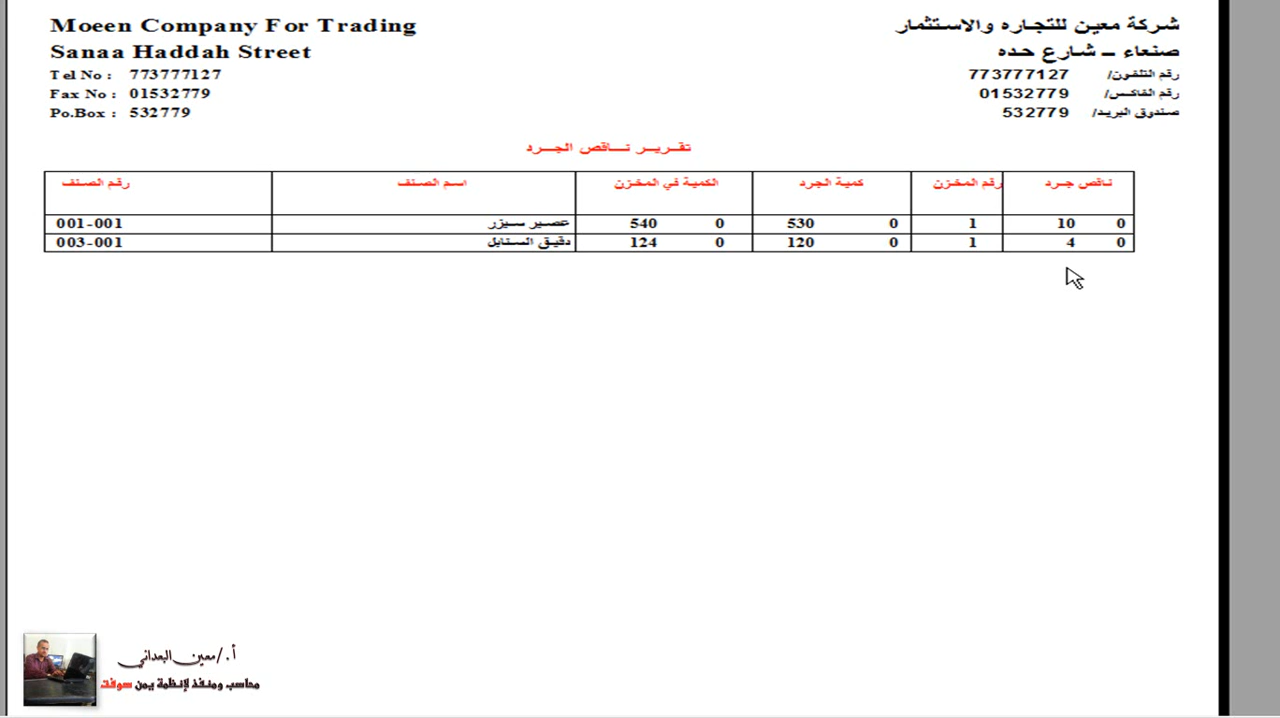 Moeen Company For Trading
Sanaa Haddah Street
Tel No : 773777127
Fax No : 01532779
Po.Box : 532779
شركة معين للتجاره والاستثمار
صنعاء – شارع حده
رقم التلفون/ 773777127
رقم الفاكس/ 01532779
صندوق البريد/ 532779
تقرير ناقص الجرد
رقم الصنف اسم الصنف الكمية في المخزن كمية الجرد رقم المخزن ناقص جرد
001-001 عصير سيزر 540 0 530 0 1 10 0
003-001 دقيق السنابل 124 0 120 0 1 4 0
أ./معين البعداني
محاسب ومنفذ لإنظمة يمن سوفت